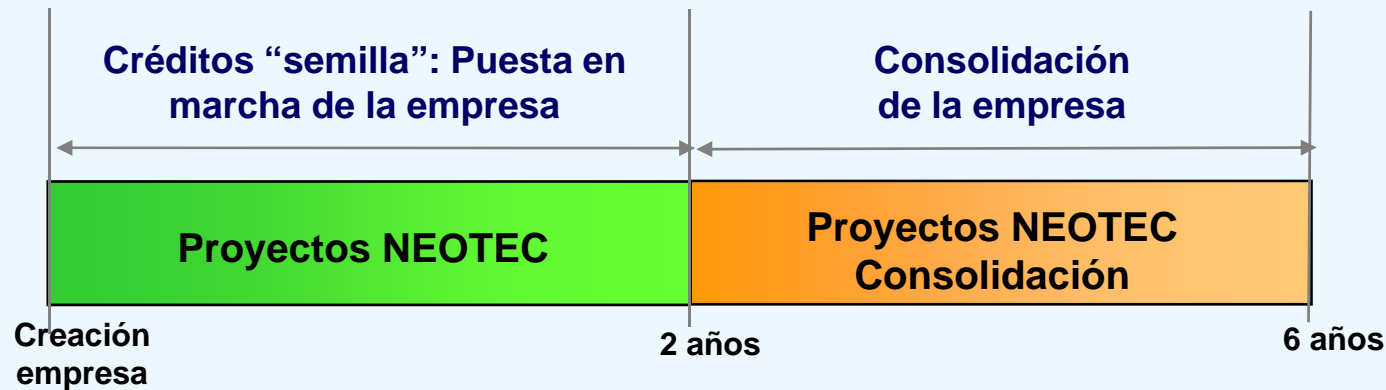 Créditos “semilla”: Puesta en
marcha de la empresa
Consolidación
de la empresa
Proyectos NEOTEC
Proyectos NEOTEC
Consolidación
Creación
empresa
2 años
6 años